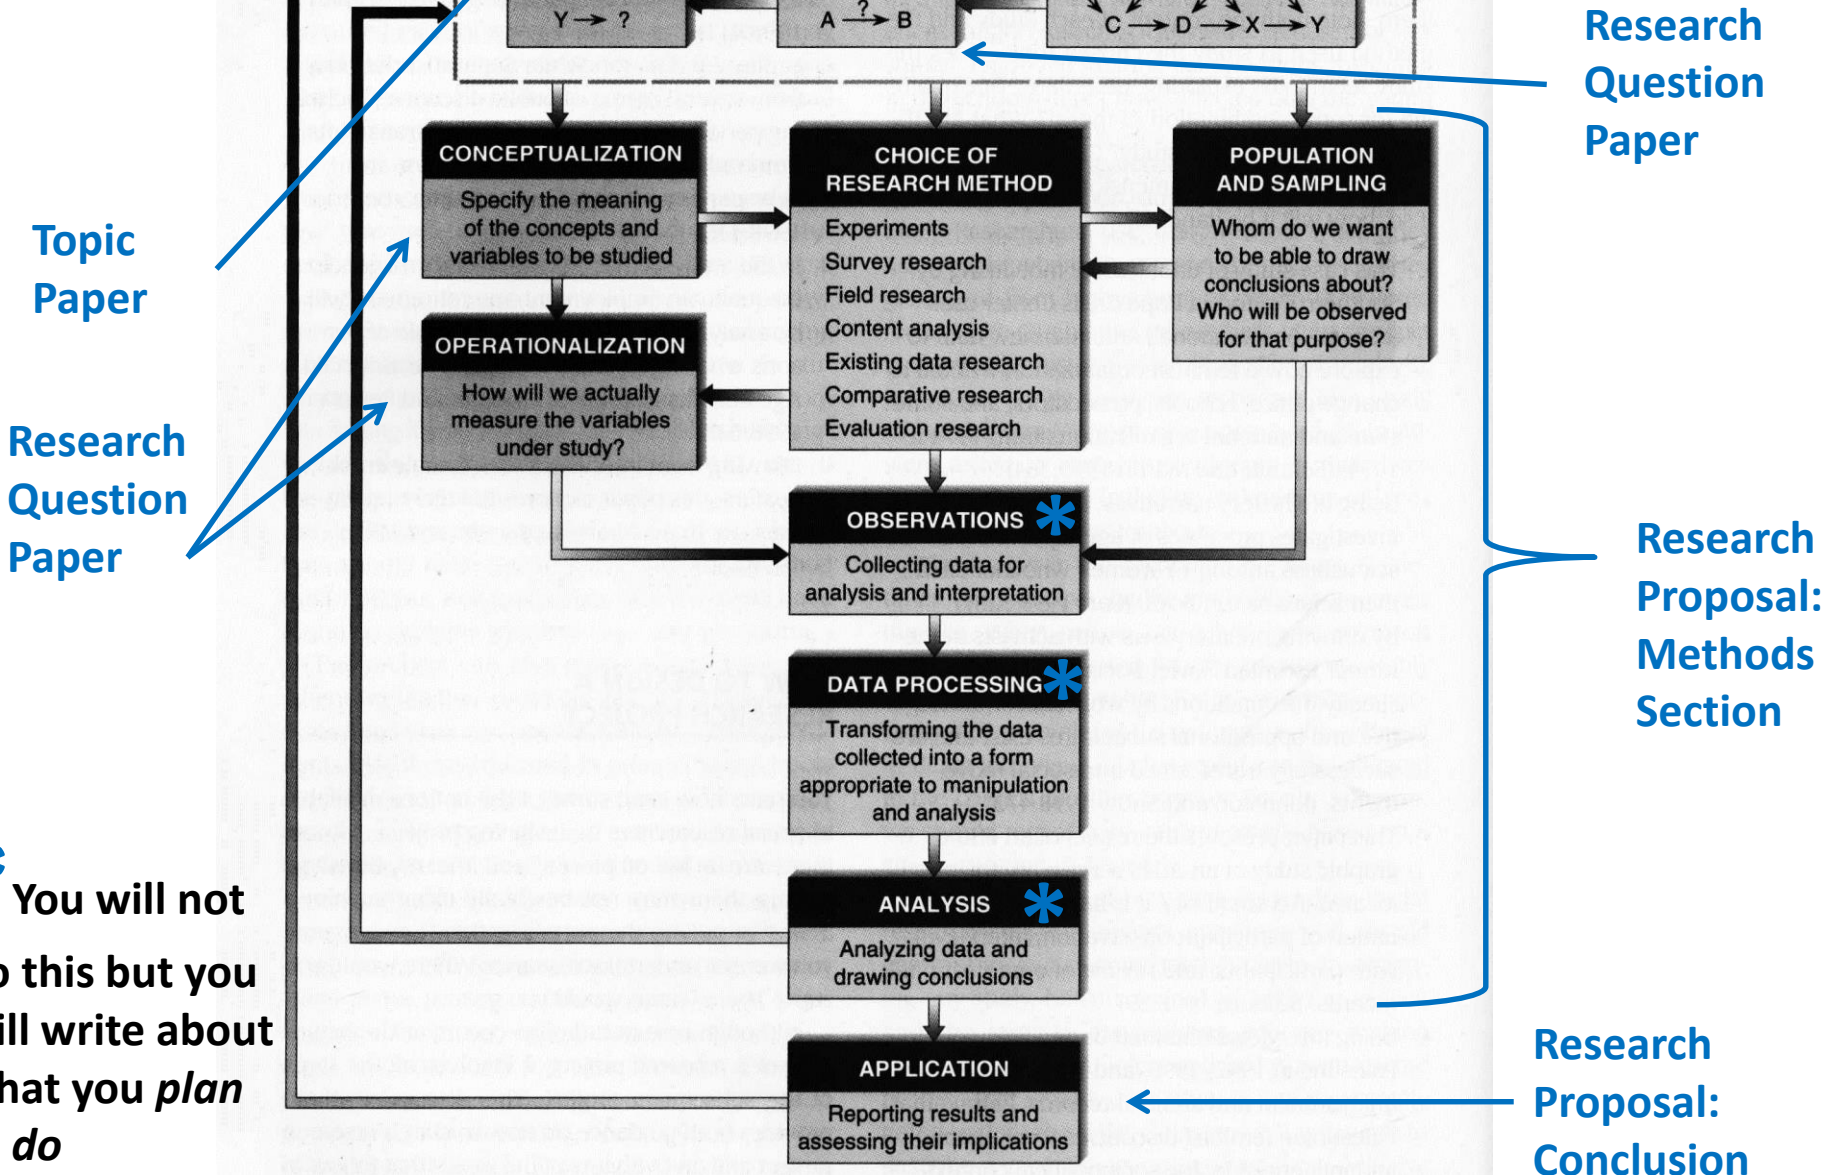 Y → ?
A → B
?
C → D → X → Y
Research
Question
Paper
CONCEPTUALIZATION
Specify the meaning
of the concepts and
variables to be studied
CHOICE OF
RESEARCH METHOD
Experiments
Survey research
Field research
Content analysis
Existing data research
Comparative research
Evaluation research
POPULATION
AND SAMPLING
Whom do we want
to be able to draw
conclusions about?
Who will be observed
for that purpose?
Topic
Paper
OPERATIONALIZATION
How will we actually
measure the variables
under study?
Research
Question
Paper
OBSERVATIONS *
Collecting data for
analysis and interpretation
Research
Proposal:
Methods
Section
DATA PROCESSING *
Transforming the data
collected into a form
appropriate to manipulation
and analysis
You will not
this but you
write about
you plan
do
ANALYSIS *
Analyzing data and
drawing conclusions
APPLICATION
Reporting results and
assessing their implications
Research
Proposal:
Conclusion